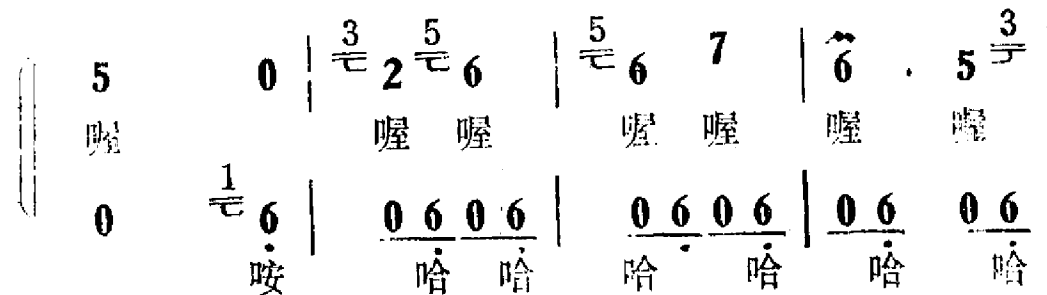 5 0 | 3 2 5 6 | 5 6 7 | 6 . 5 3
喔 喔 喔 喔 喔 喔 喔
0 1 6 | 0 6 0 6 | 0 6 0 6 | 0 6 0 6
咹 哈 哈 哈 哈 哈 哈